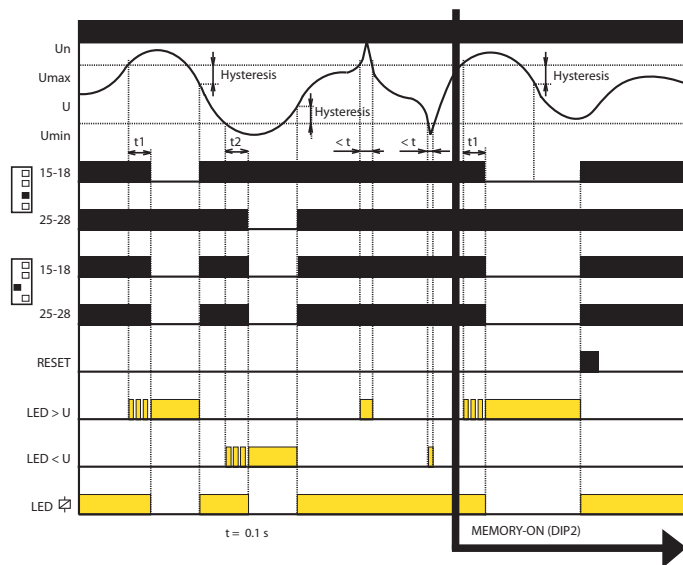 Un
Umax
Hysteresis
Hysteresis
U
Hysteresis
Umin
t1
t2
< t
< t
t1
15-18
25-28
15-18
25-28
RESET
LED > U
LED < U
LED
t = 0.1 s
MEMORY-ON (DIP2)